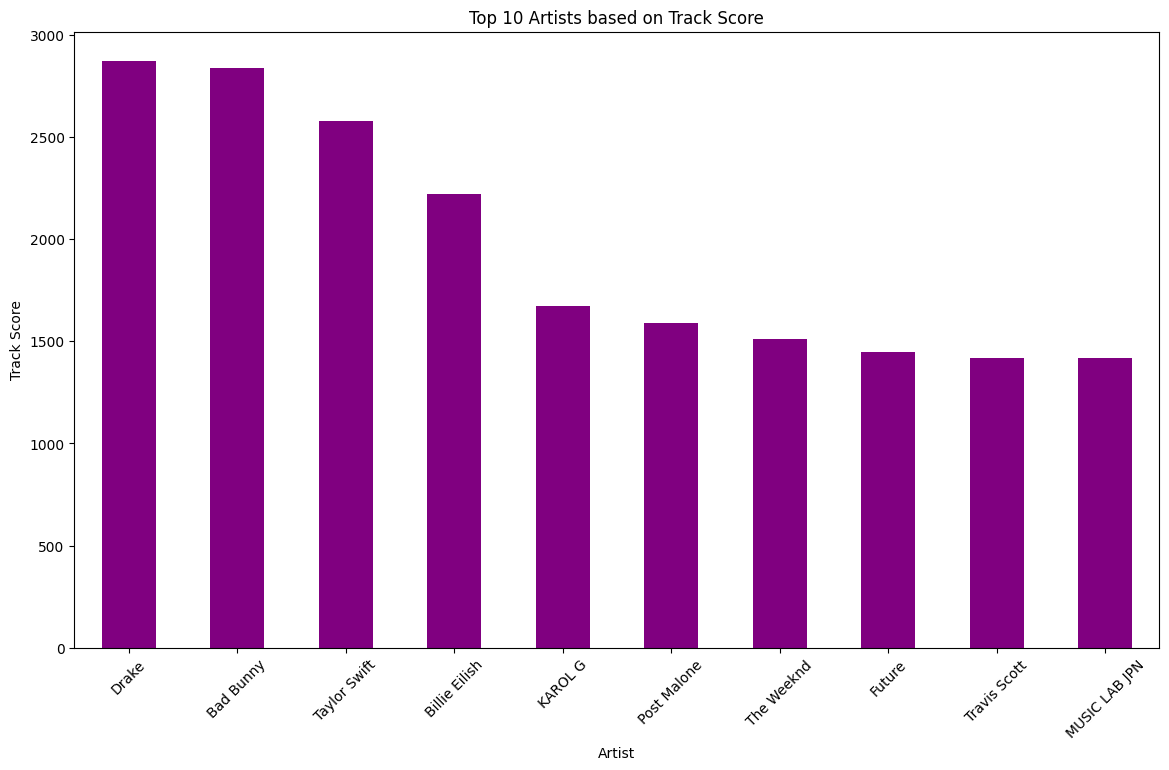 Top 10 Artists based on Track Score
3000
2500
2000
1500
1000
500
0
Track Score
Drake
Bad Bunny
Taylor Swift
Billie Eilish
KAROL G
Post Malone
The Weeknd
Future
Travis Scott
MUSIC LAB JPN
Artist